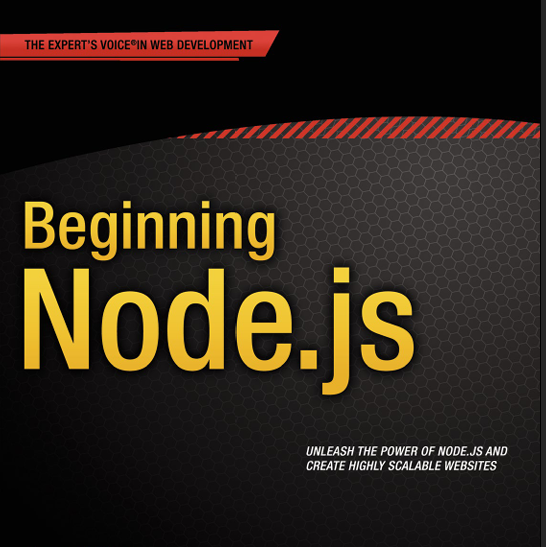 THE EXPERT'S VOICE® IN WEB DEVELOPMENT
Beginning
Node.js
UNLEASH THE POWER OF NODE.JS AND
CREATE HIGHLY SCALABLE WEBSITES